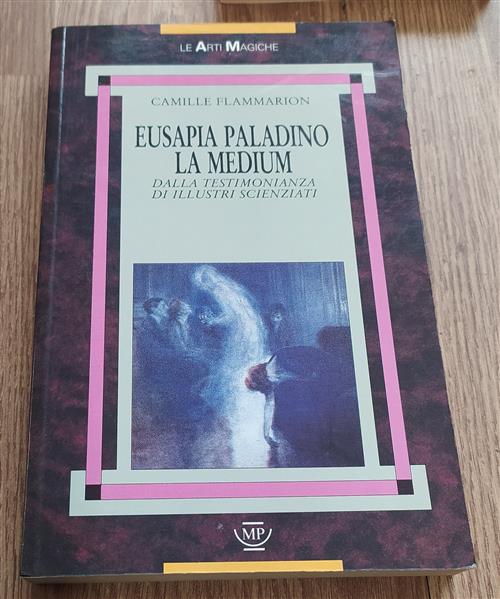 LE ARTI MAGICHE
CAMILLE FLAMMARION
EUSAPIA PALADINO
LA MEDIUM
DALLA TESTIMONIANZA
DI ILLUSTRI SCIENZIATI
MP